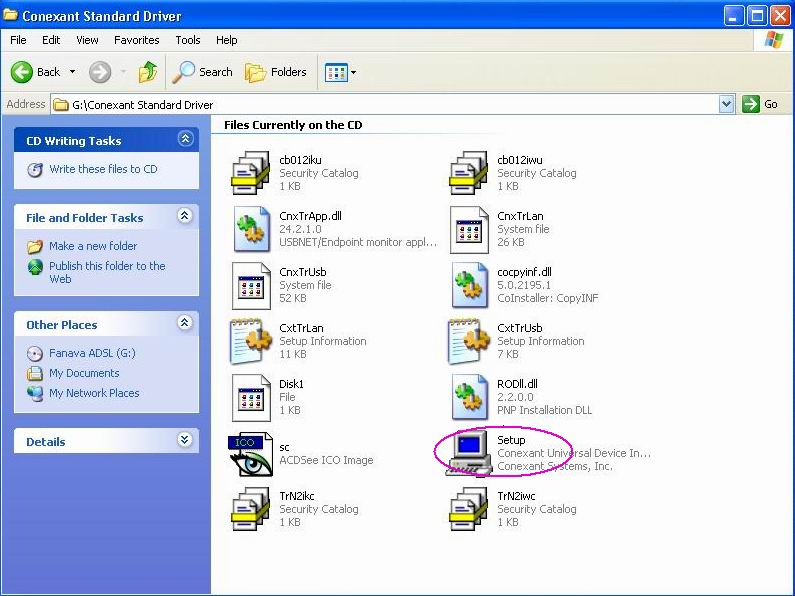 Conexant Standard Driver
File Edit View Favorites Tools Help
Back Search Folders
Address G:\Conexant Standard Driver Go
CD Writing Tasks
Write these files to CD
File and Folder Tasks
Make a new folder
Publish this folder to the
Web
Other Places
Fanava ADSL (G:)
My Documents
My Network Places
Details
Files Currently on the CD
cb012iku
Security Catalog
1 KB
cb012iwu
Security Catalog
1 KB
CnxTrApp.dll
24.2.1.0
USBNET/Endpoint monitor appl...
CnxTrLan
System file
26 KB
CnxTrUsb
System file
52 KB
cocpyinf.dll
5.0.2195.1
CoInstaller: CopyINF
CxtTrLan
Setup Information
11 KB
CxtTrUsb
Setup Information
7 KB
Disk1
File
1 KB
RODll.dll
2.2.0.0
PNP Installation DLL
ICO
sc
ACDSee ICO Image
Setup
Conexant Universal Device In...
Conexant Systems, Inc.
TrN2ikc
Security Catalog
1 KB
TrN2iwc
Security Catalog
1 KB